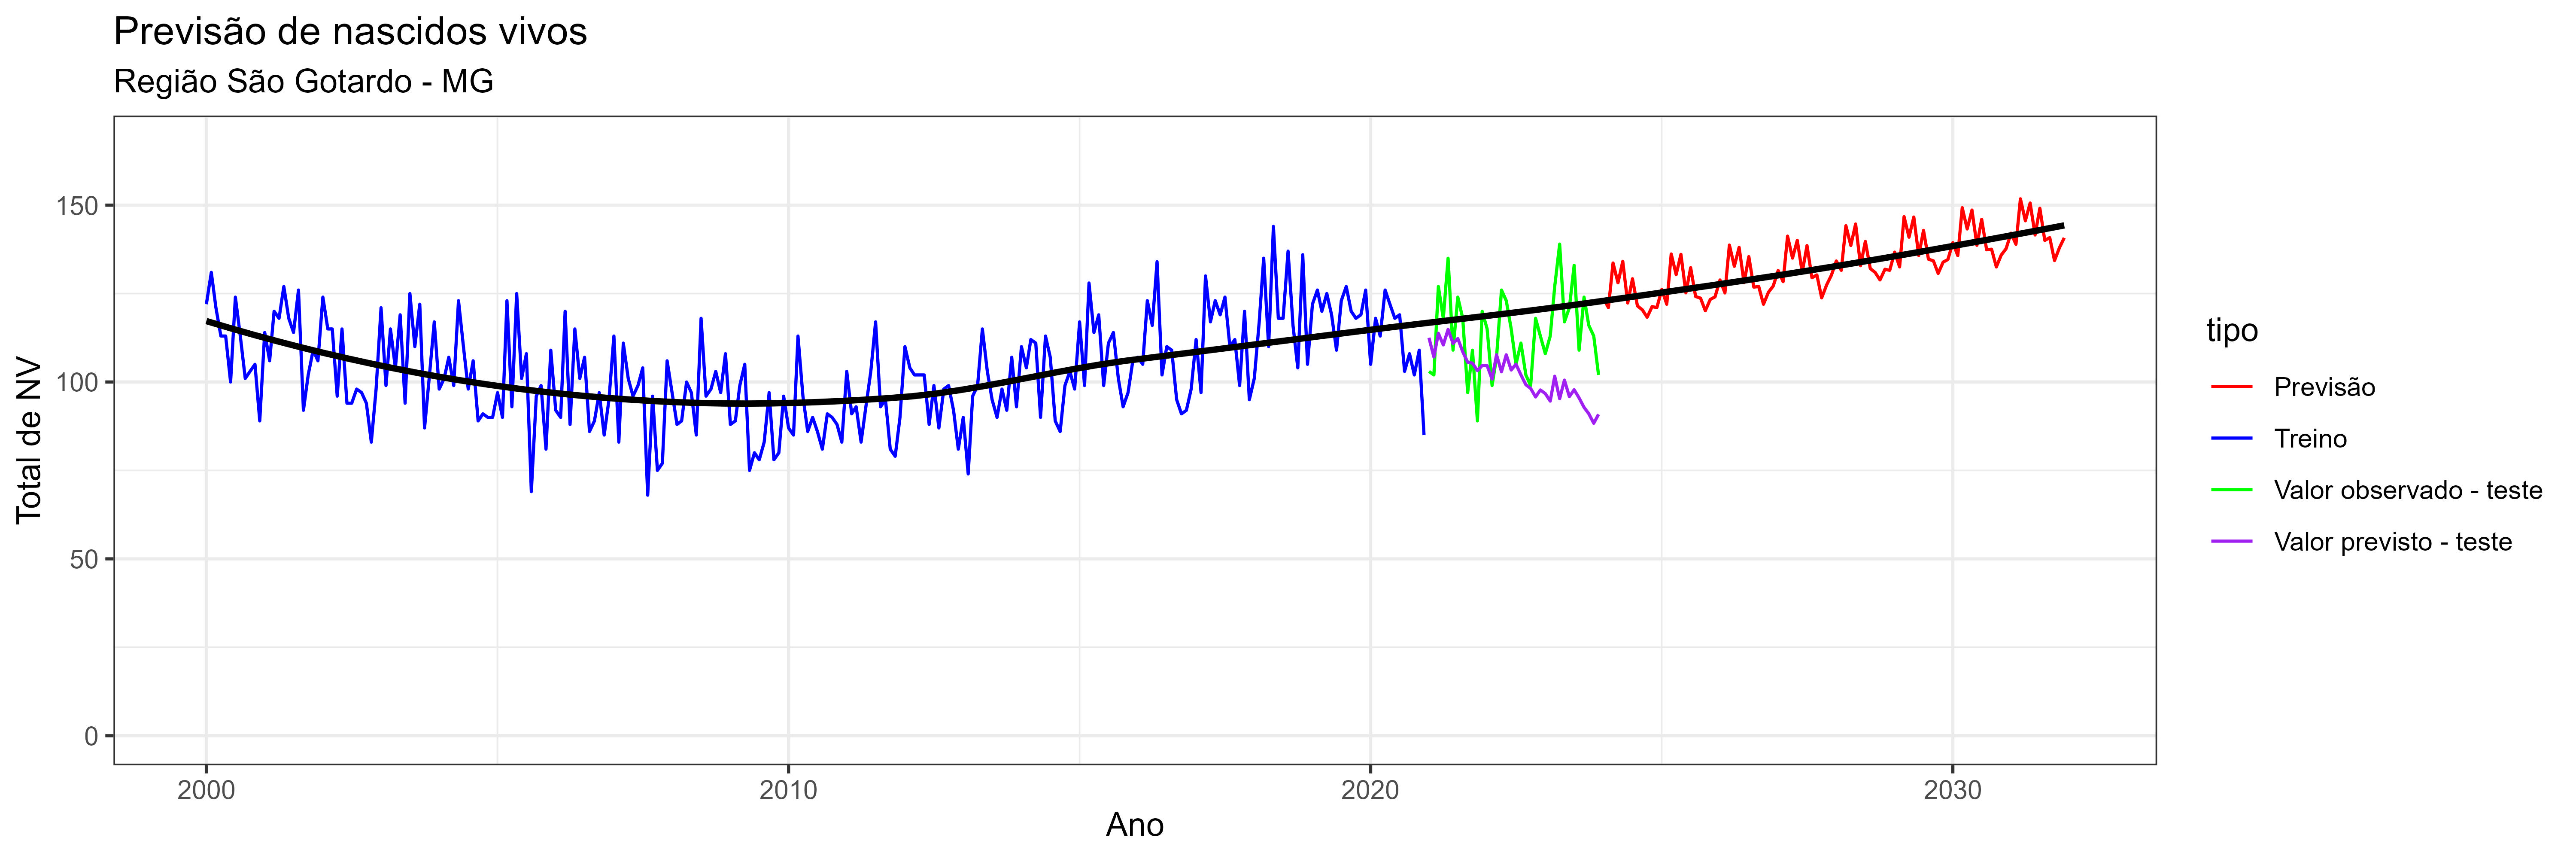 Previsão de nascidos vivos
Região São Gotardo - MG
Total de NV
150
100
50
0
2000
2010
2020
2030
Ano
tipo
Previsão
Treino
Valor observado - teste
Valor previsto - teste